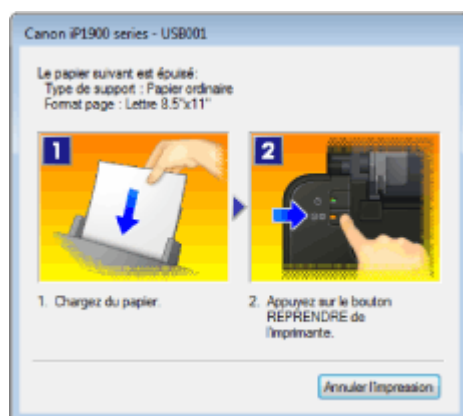 Canon iP1900 series - USB001
Le papier suivant est épuisé:
Type de support : Papier ordinaire
Format page : Lettre 8.5"x11"
1
2
1. Chargez du papier.
2. Appuyez sur le bouton
REPRENDRE de
l'imprimante.
Annuler l'impression